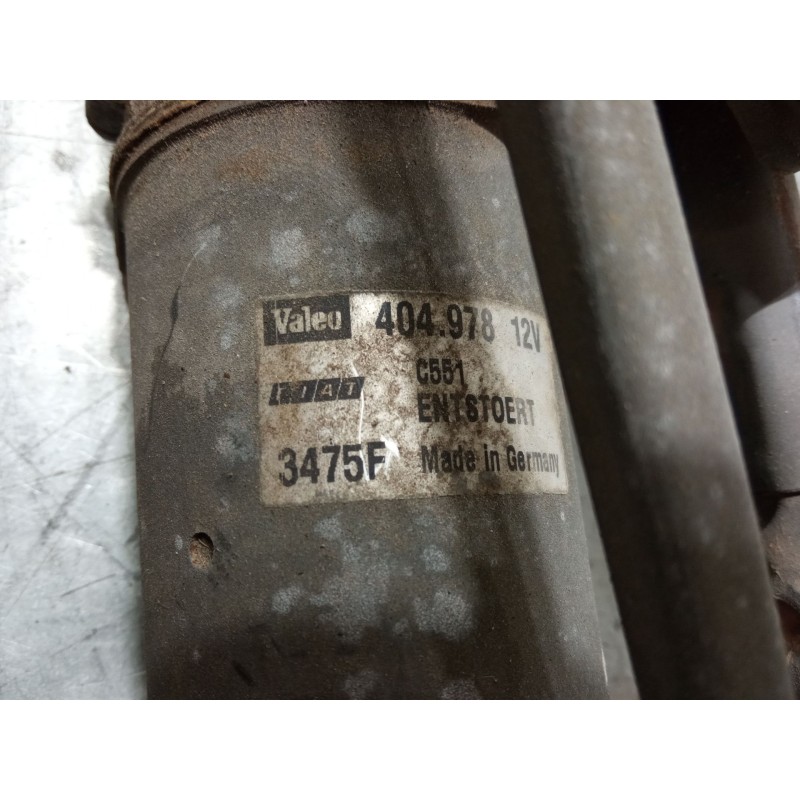 Valeo 404.978 12V
C551
FIAT ENTSTOERT
3475F Made in Germany